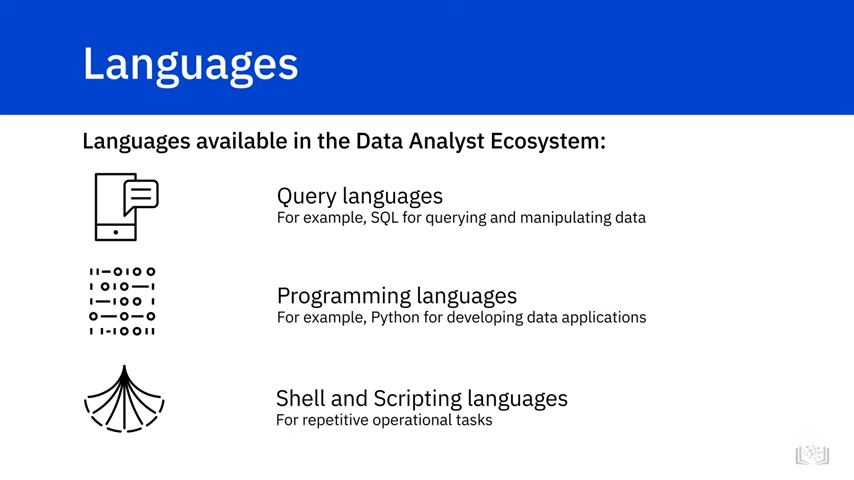 Languages
Languages available in the Data Analyst Ecosystem:
Query languages
For example, SQL for querying and manipulating data
Programming languages
For example, Python for developing data applications
Shell and Scripting languages
For repetitive operational tasks